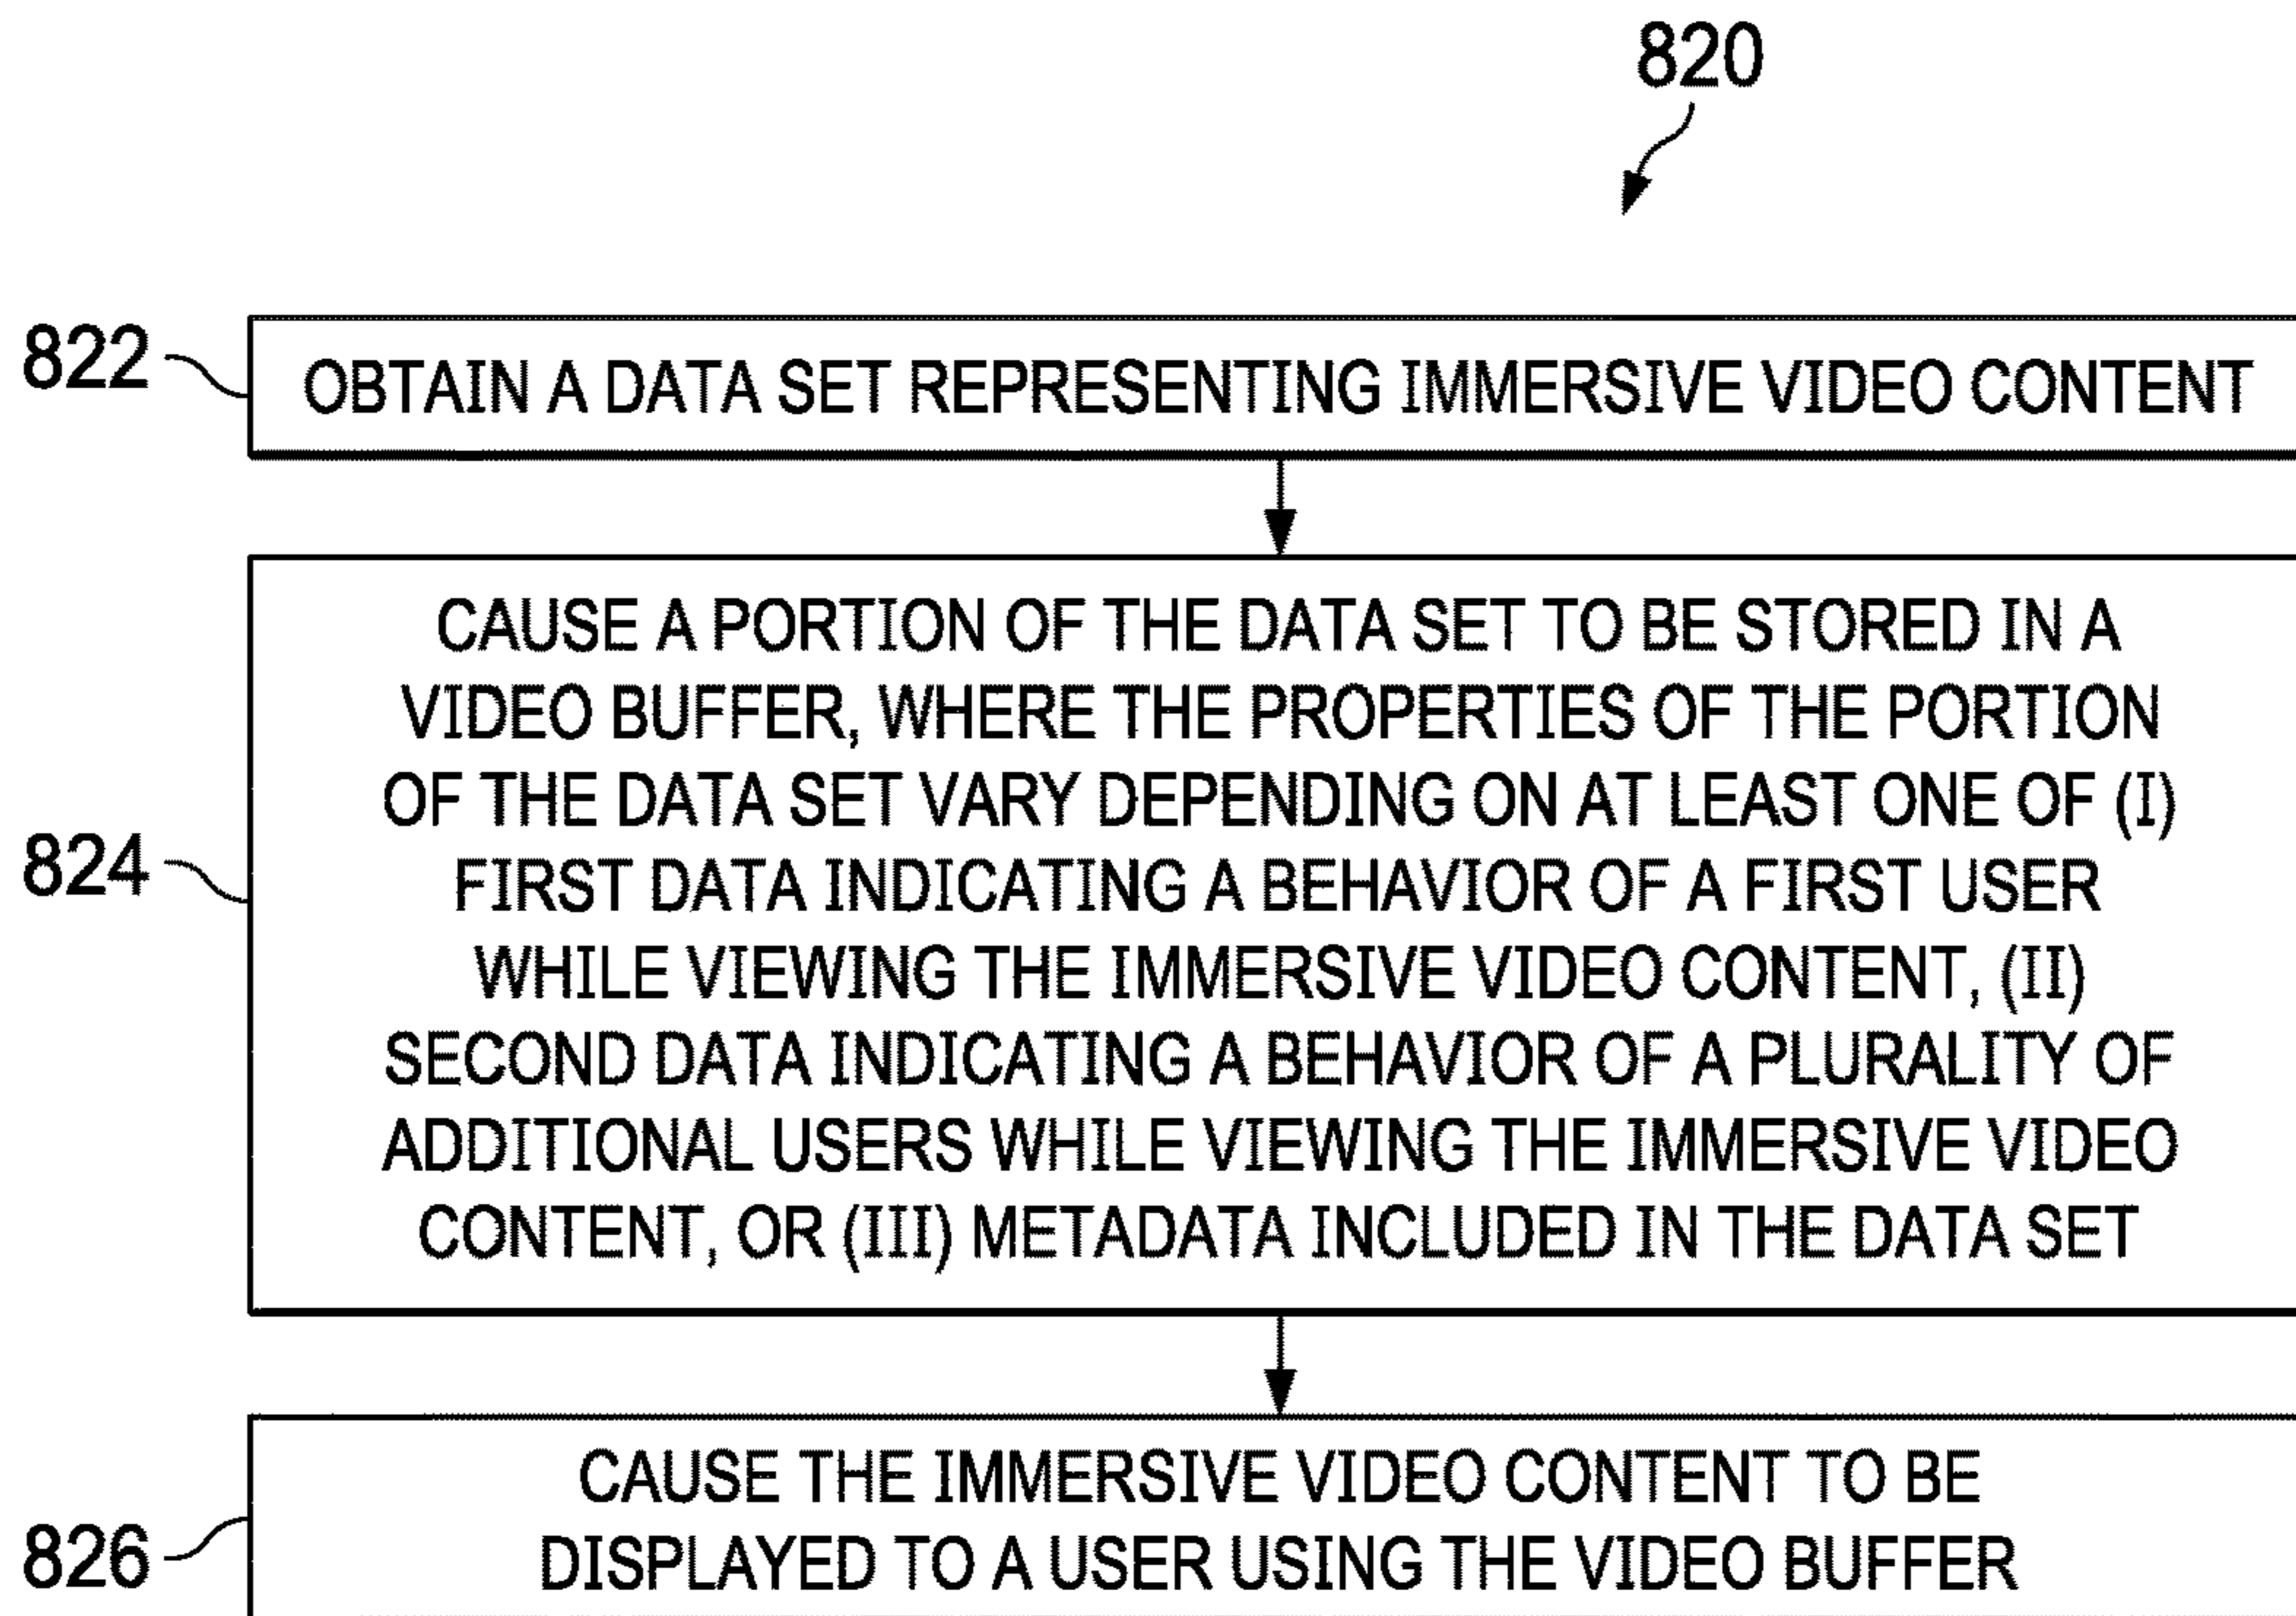 820
822
OBTAIN A DATA SET REPRESENTING IMMERSIVE VIDEO CONTENT
824
CAUSE A PORTION OF THE DATA SET TO BE STORED IN A
VIDEO BUFFER, WHERE THE PROPERTIES OF THE PORTION
OF THE DATA SET VARY DEPENDING ON AT LEAST ONE OF (I)
FIRST DATA INDICATING A BEHAVIOR OF A FIRST USER
WHILE VIEWING THE IMMERSIVE VIDEO CONTENT, (II)
SECOND DATA INDICATING A BEHAVIOR OF A PLURALITY OF
ADDITIONAL USERS WHILE VIEWING THE IMMERSIVE VIDEO
CONTENT, OR (III) METADATA INCLUDED IN THE DATA SET
826
CAUSE THE IMMERSIVE VIDEO CONTENT TO BE
DISPLAYED TO A USER USING THE VIDEO BUFFER